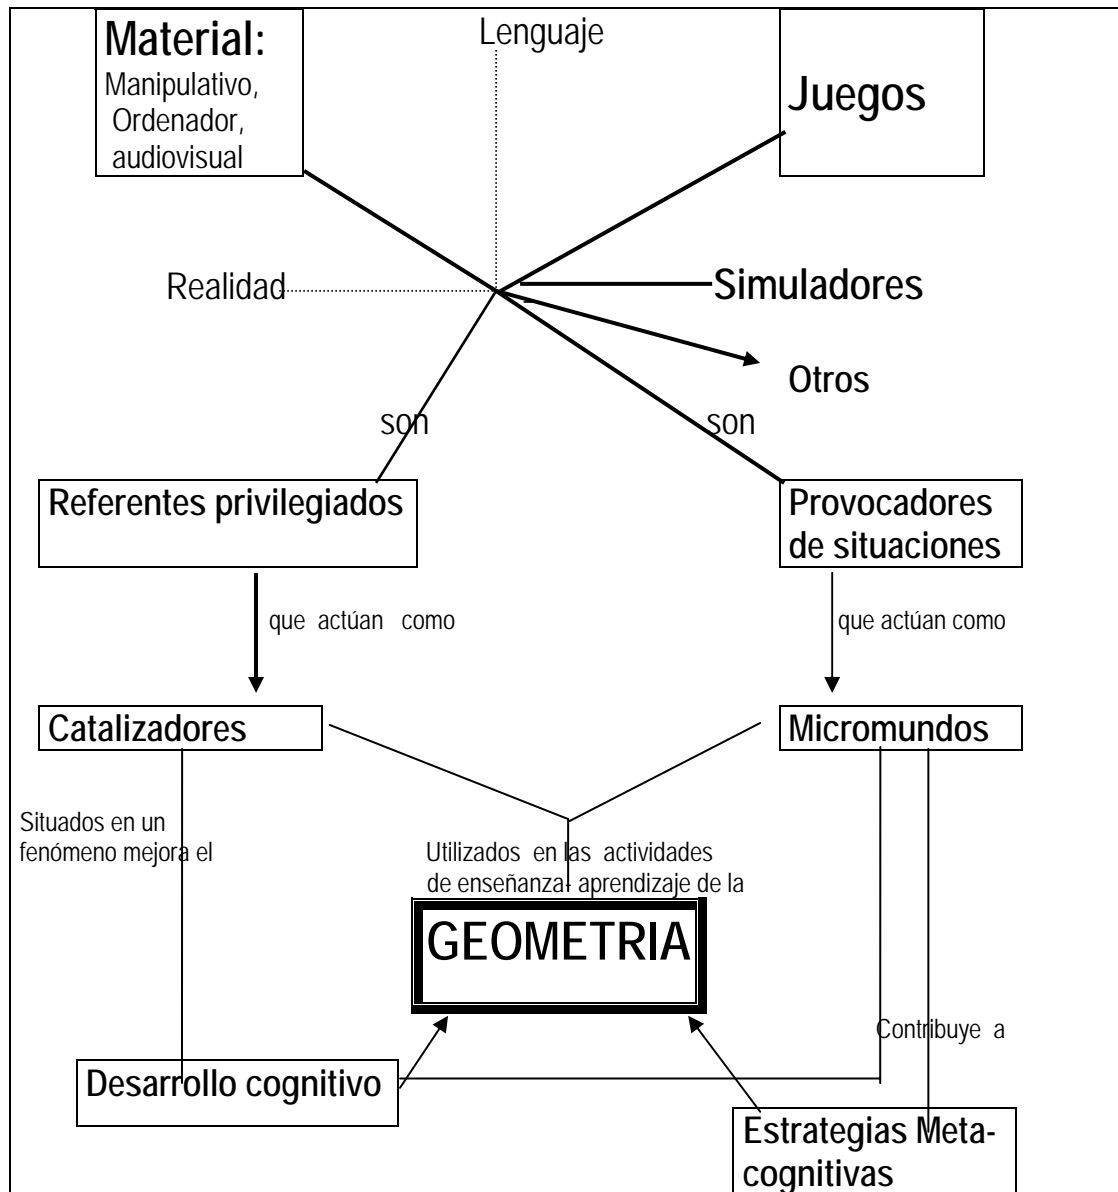 Material:
Manipulativo,
Ordenador,
audiovisual
Lenguaje
Juegos
Realidad
Simuladores
Otros
son
son
Referentes privilegiados
Provocadores
de situaciones
que actúan como
que actúan como
Catalizadores
Micromundos
Situados en un
fenómeno mejora el
Utilizados en las actividades
de enseñanza- aprendizaje de la
GEOMETRIA
Contribuye a
Desarrollo cognitivo
Estrategias Meta-
cognitivas